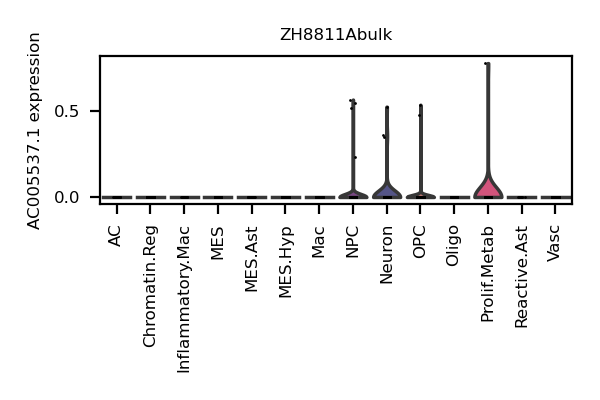 ZH8811Abulk
AC005537.1 expression
0.5
0.0
AC
Chromatin.Reg
Inflammatory.Mac
MES
MES.Ast
MES.Hyp
Mac
NPC
Neuron
OPC
Oligo
Prolif.Metab
Reactive.Ast
Vasc